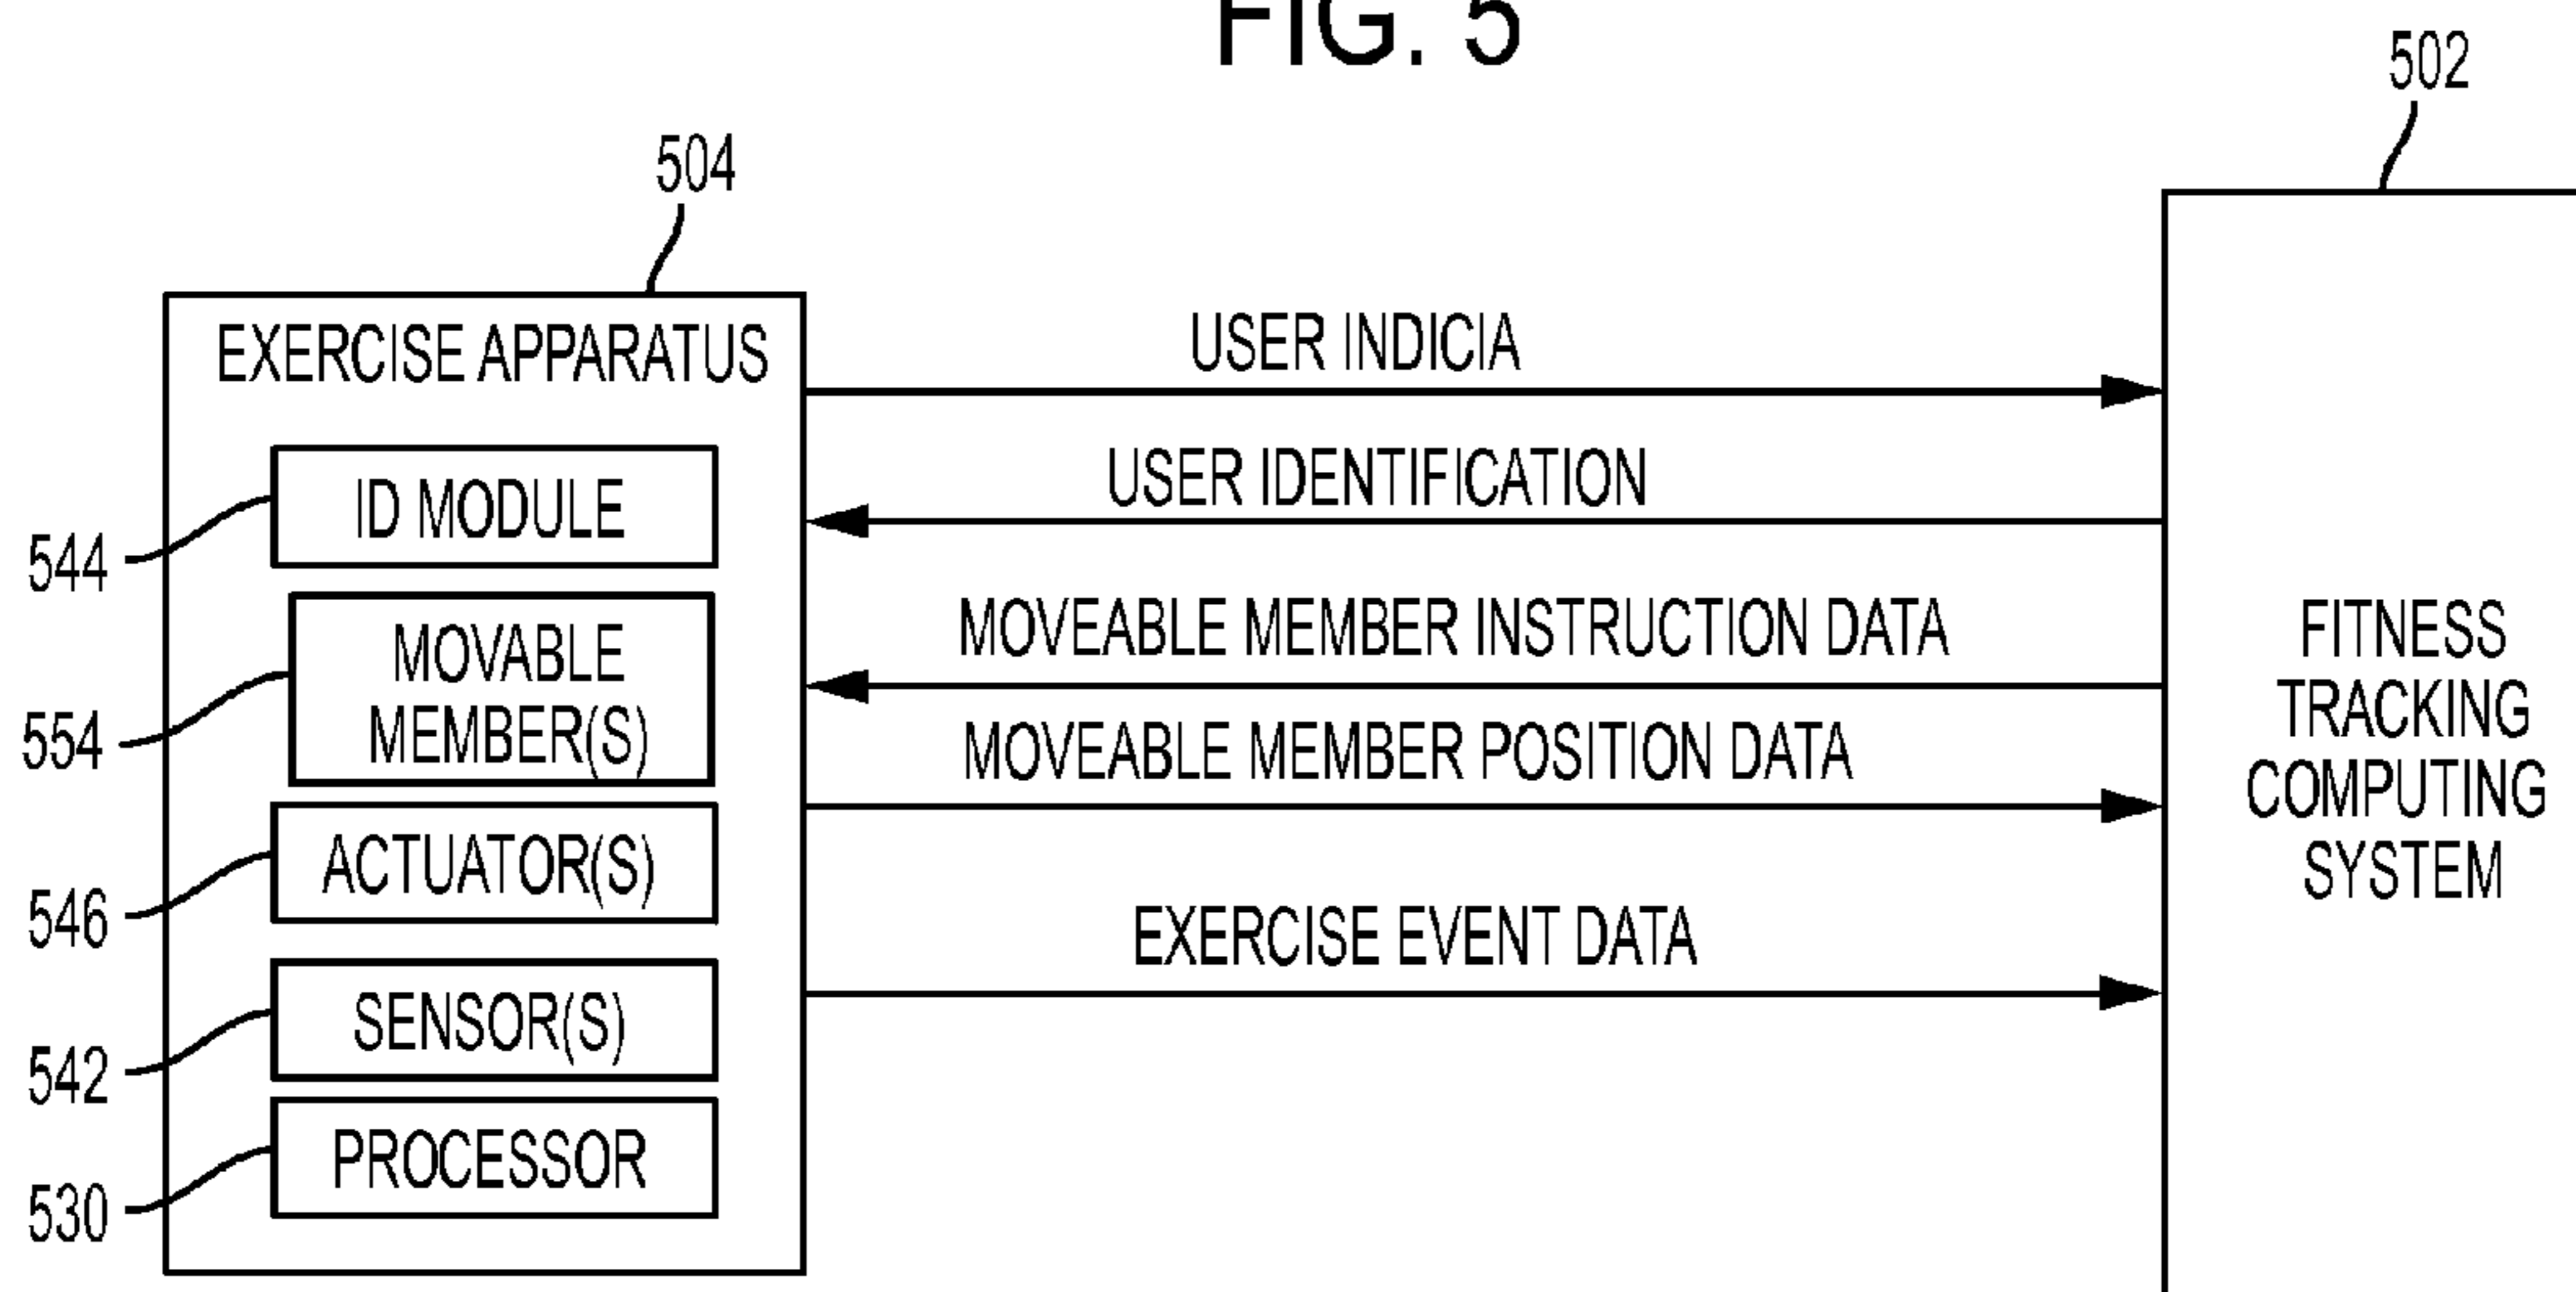 FIG. 5
502
504
EXERCISE APPARATUS
ID MODULE
544
MOVABLE
MEMBER(S)
554
ACTUATOR(S)
546
SENSOR(S)
542
PROCESSOR
530
USER INDICIA
USER IDENTIFICATION
MOVEABLE MEMBER INSTRUCTION DATA
MOVEABLE MEMBER POSITION DATA
EXERCISE EVENT DATA
FITNESS
TRACKING
COMPUTING
SYSTEM